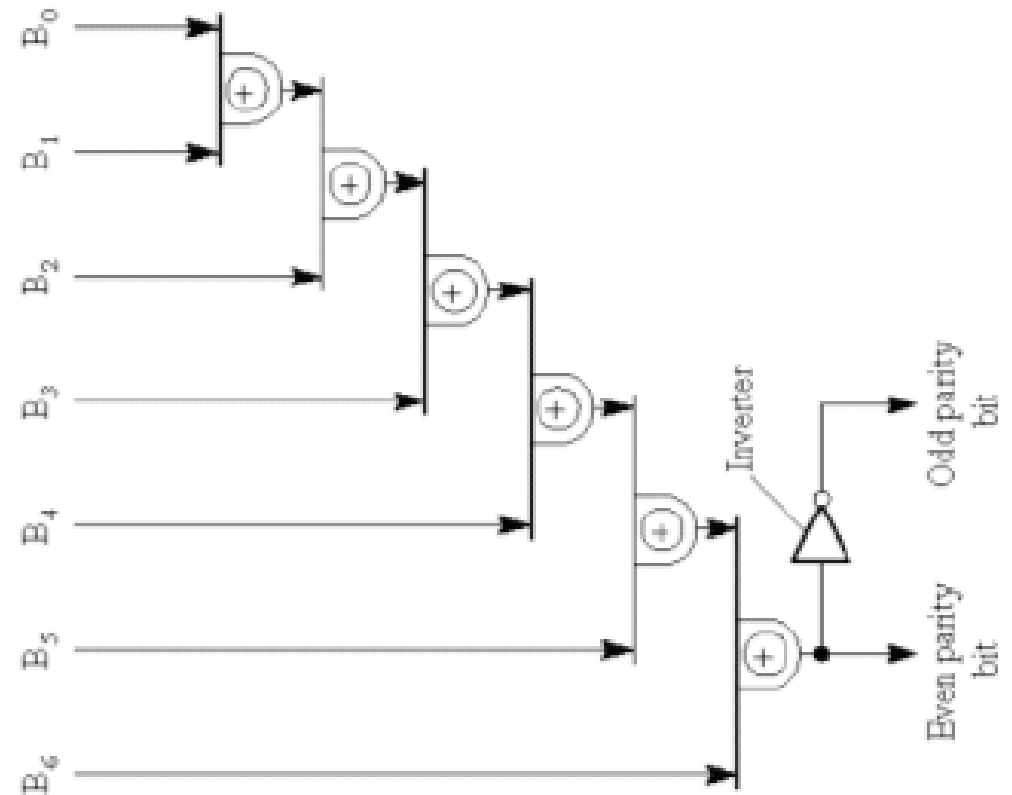 B0
B1
B2
B3
B4
B5
B6
Inverter
Odd parity
bit
Even parity
bit